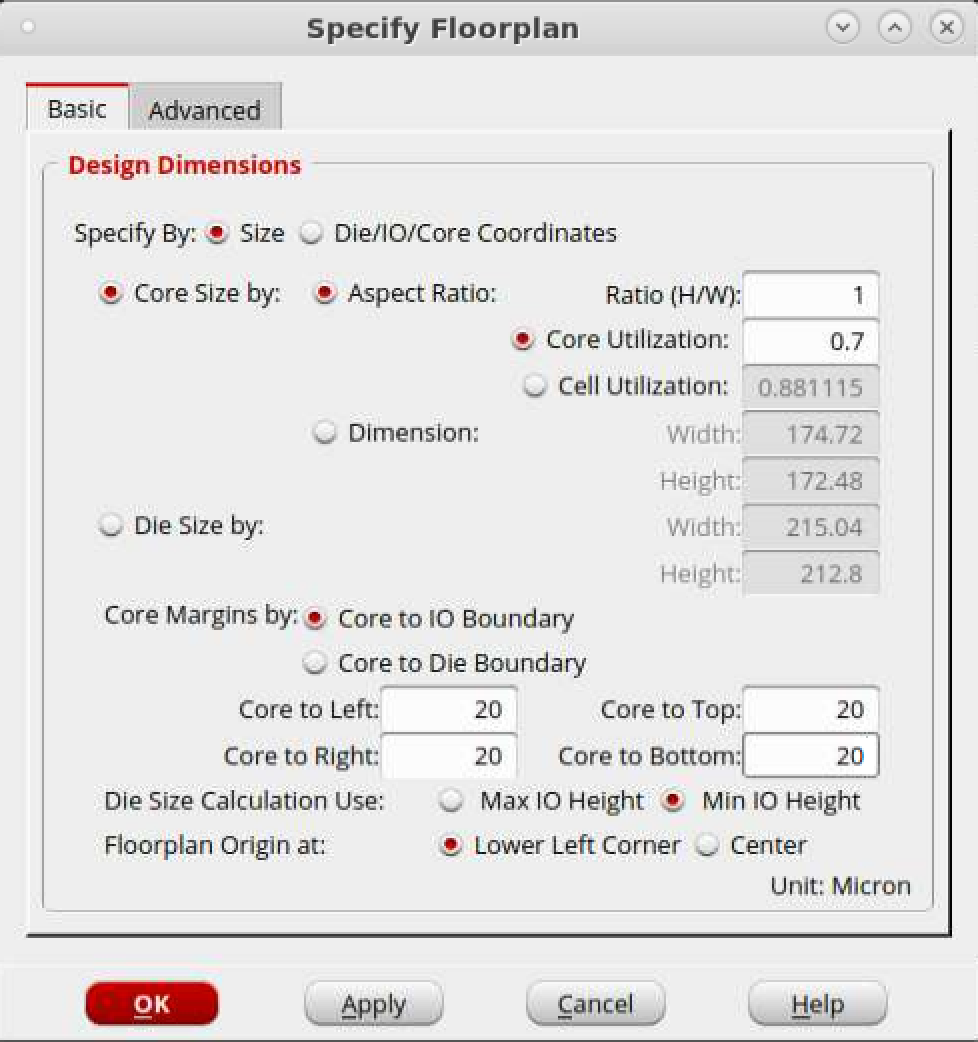 Specify Floorplan
Basic Advanced
Design Dimensions
Specify By: Size Die/IO/Core Coordinates
Core Size by: Aspect Ratio: Ratio (H/W): 1
Core Utilization: 0.7
Cell Utilization: 0.881115
Dimension: Width: 174.72
Height: 172.48
Die Size by: Width: 215.04
Height: 212.8
Core Margins by: Core to IO Boundary
Core to Die Boundary
Core to Left: 20 Core to Top: 20
Core to Right: 20 Core to Bottom: 20
Die Size Calculation Use: Max IO Height Min IO Height
Floorplan Origin at: Lower Left Corner Center
Unit: Micron
OK Apply Cancel Help